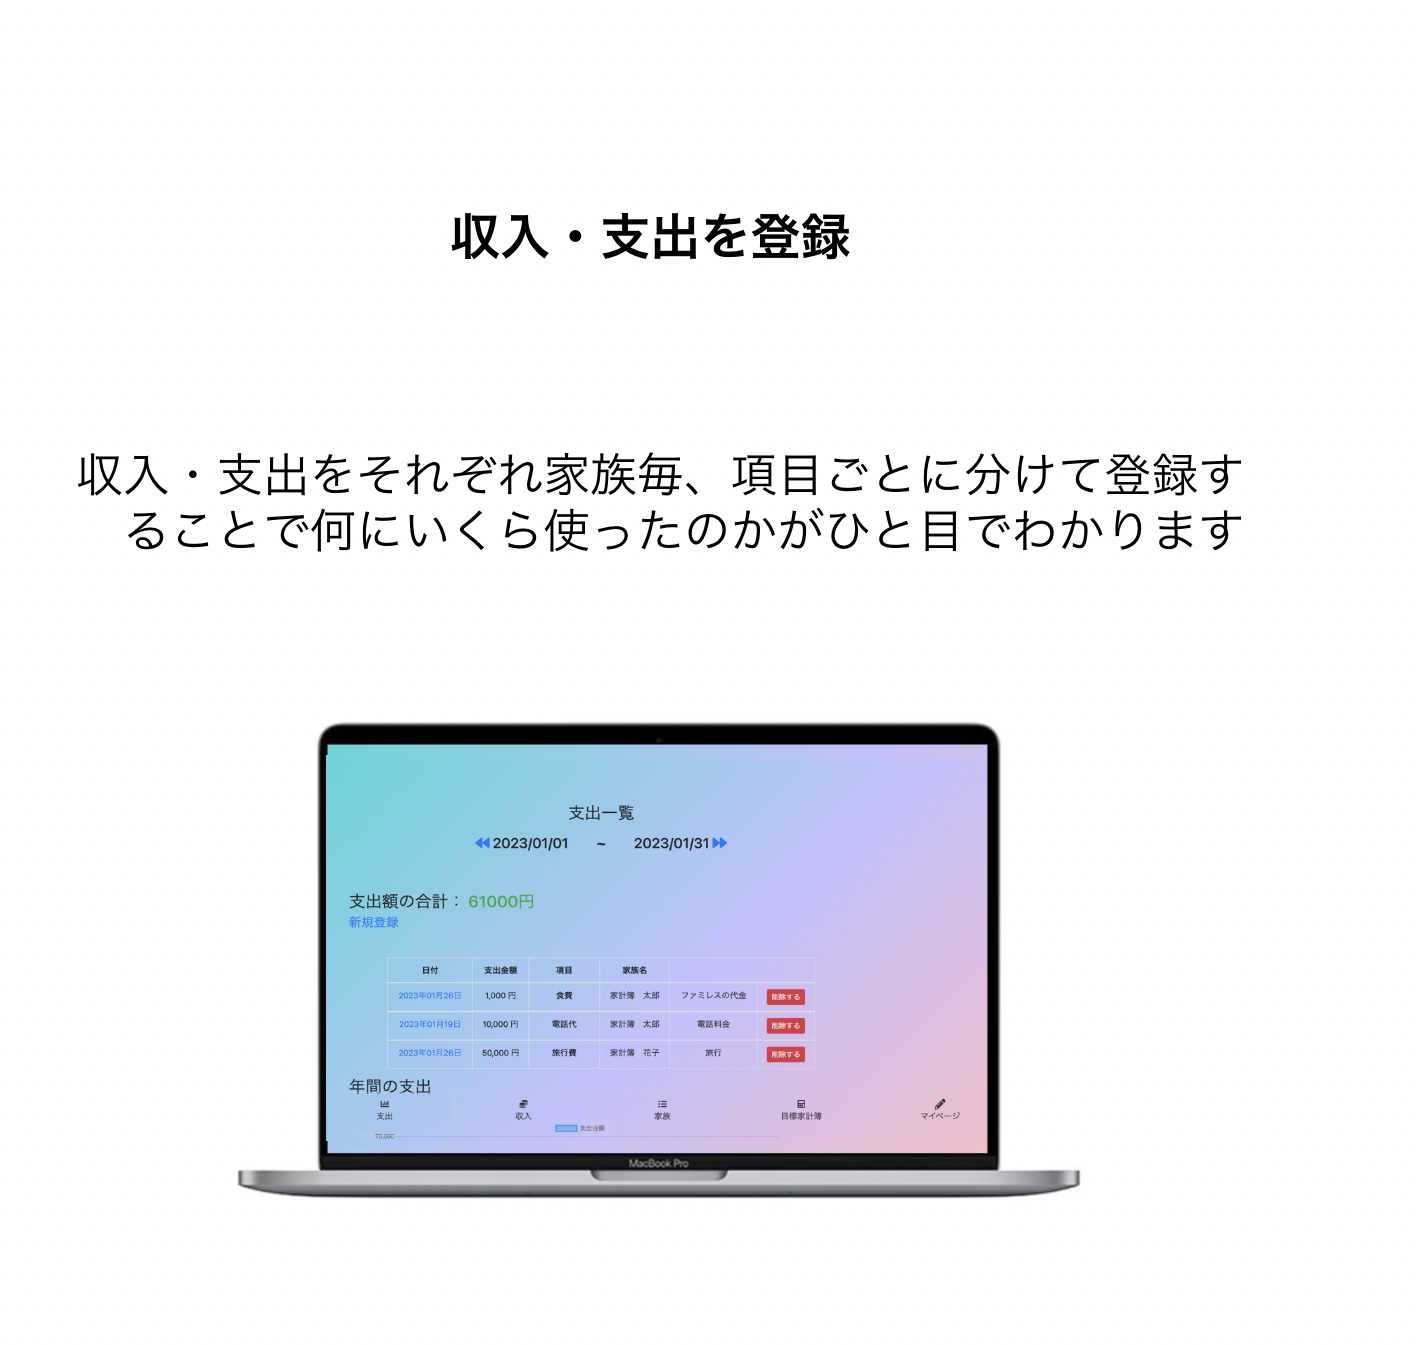 収入・支出を登録
収入・支出をそれぞれ家族毎、項目ごとに分けて登録す
ることで何にいくら使ったのかがひと目でわかります
支出一覧
2023/01/01 ~ 2023/01/31
支出額の合計： 61000円
新規登録
日付 支出金額 項目 家族名
2023年01月26日 1,000 円 食費 家計簿　太郎 ファミレスの代金 削除する
2023年01月19日 10,000 円 電話代 家計簿　太郎 電話料金 削除する
2023年01月26日 50,000 円 旅行費 家計簿　花子 旅行 削除する
年間の支出
支出 収入 家族 目標家計簿 マイページ
支出金額
70,000
MacBook Pro